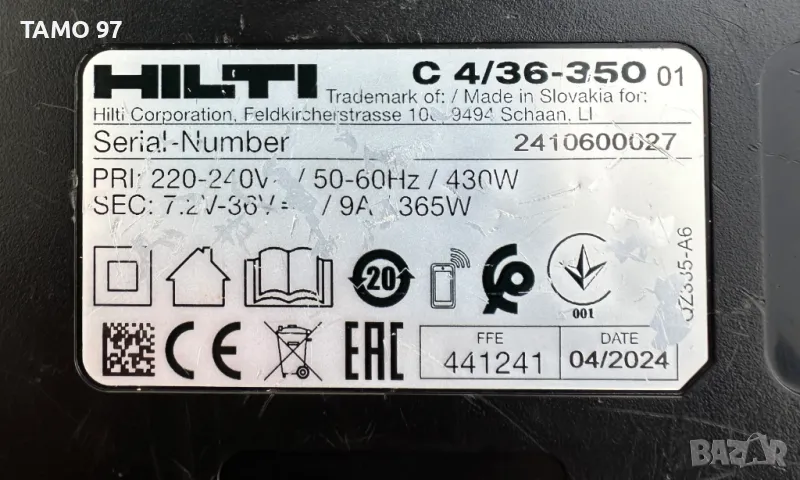 TAMO 97
HILTI C 4/36-350 01
Trademark of: / Made in Slovakia for:
Hilti Corporation, Feldkircherstrasse 9494 Schaan, LI
Serial-Number 2410600027
PRI: 220-240V / 50-60Hz / 430W
SEC: 7.2V-36V / 9A / 365W
20
001
CE EAC
FFE
441241
DATE
04/2024
BAZAR